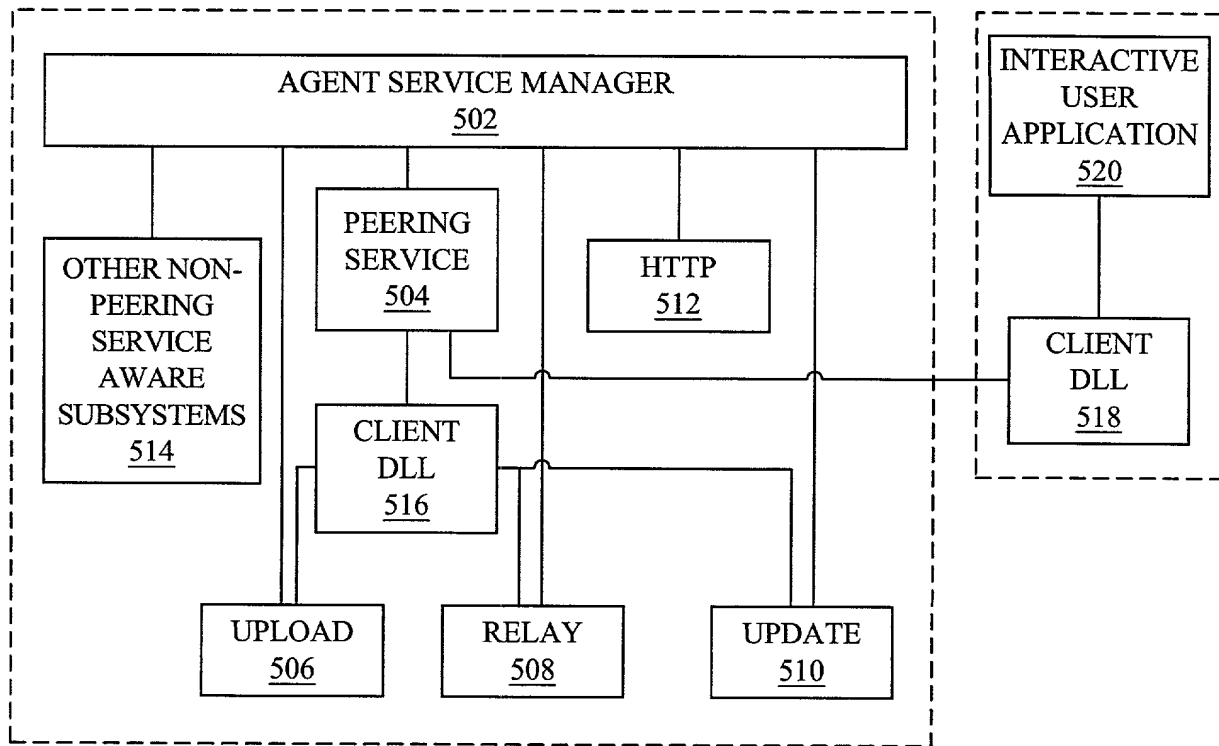 AGENT SERVICE MANAGER
502
INTERACTIVE
USER
APPLICATION
520
PEERING
SERVICE
504
HTTP
512
OTHER NON-
PEERING
SERVICE
AWARE
SUBSYSTEMS
514
CLIENT
DLL
516
CLIENT
DLL
518
UPLOAD
506
RELAY
508
UPDATE
510